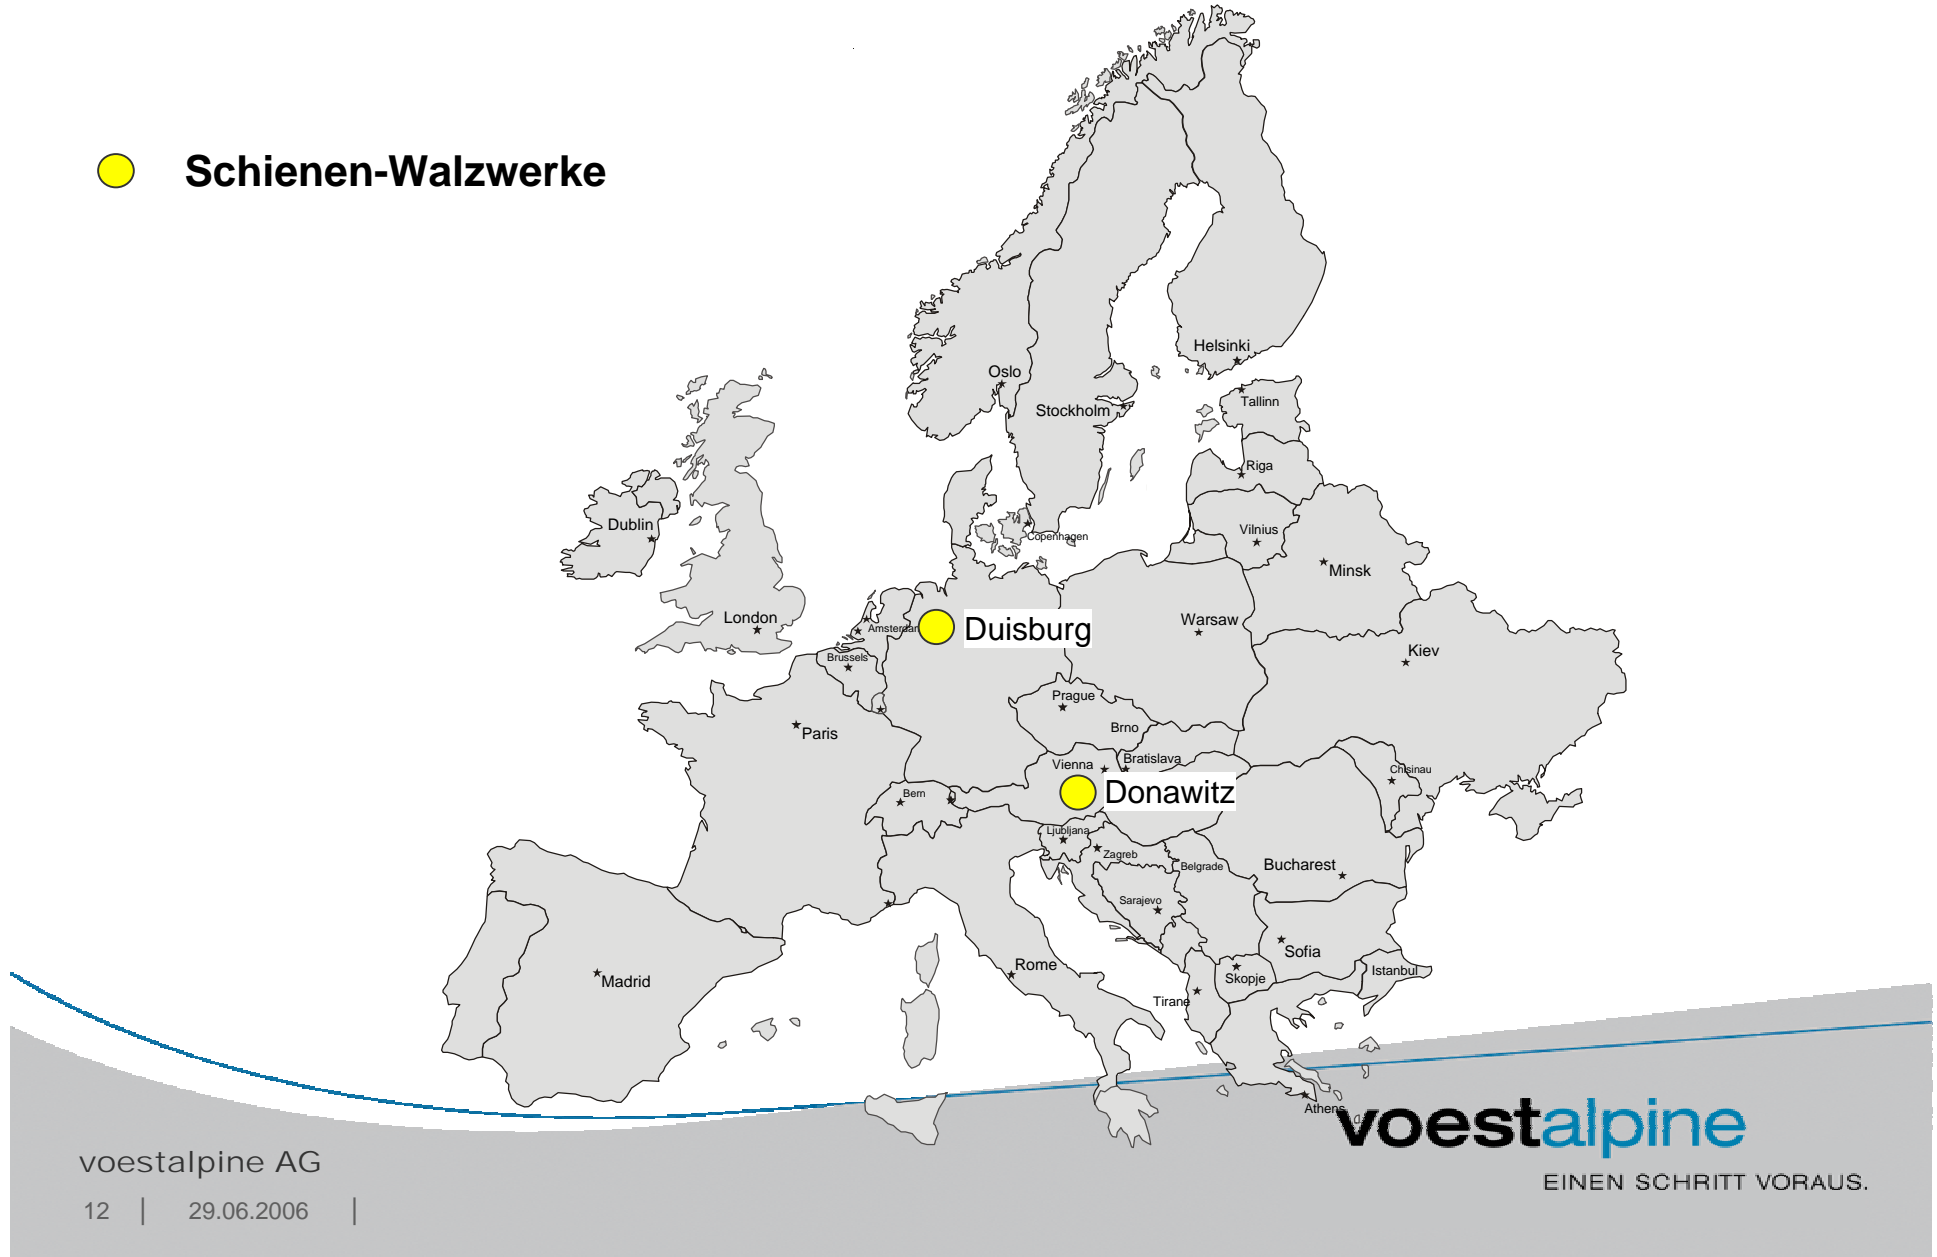 Schienen-Walzwerke
Helsinki
Oslo
Stockholm
Tallinn
Riga
Dublin
Vilnius
Copenhagen
Minsk
London
Warsaw
Amsterdam
Duisburg
Brussels
Kiev
Prague
Brno
Paris
Vienna
Bratislava
Chisinau
Bern
Donawitz
Ljubljana
Zagreb
Bucharest
Belgrade
Sarajevo
Sofia
Rome
Istanbul
Skopje
Madrid
Tirane
Athens
voestalpine
EINEN SCHRITT VORAUS.
voestalpine AG
12 | 29.06.2006 |